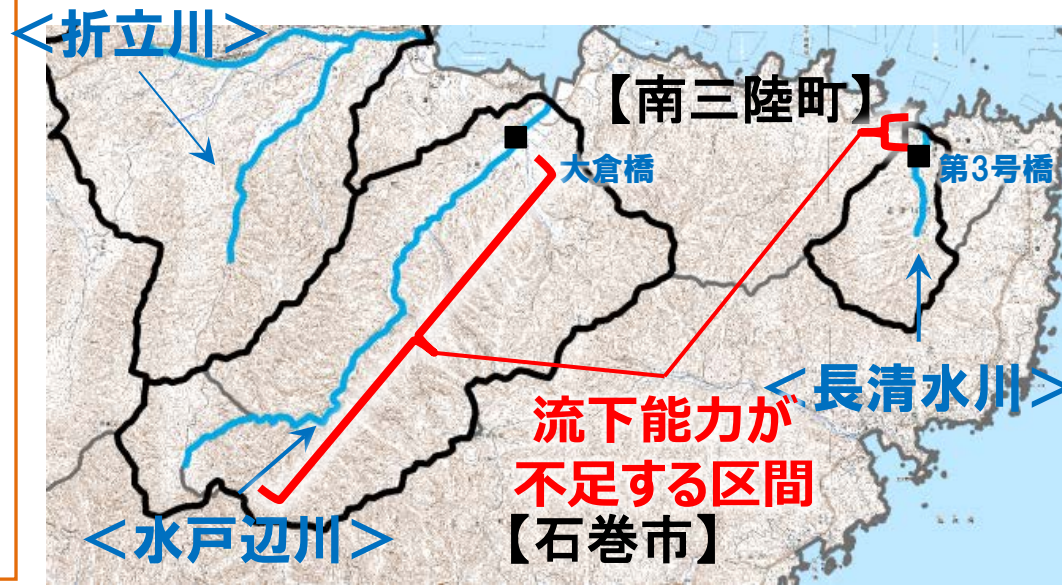 ＜折立川＞
【南三陸町】
大倉橋
第3号橋
＜長清水川＞
流下能力が
不足する区間
＜水戸辺川＞
【石巻市】